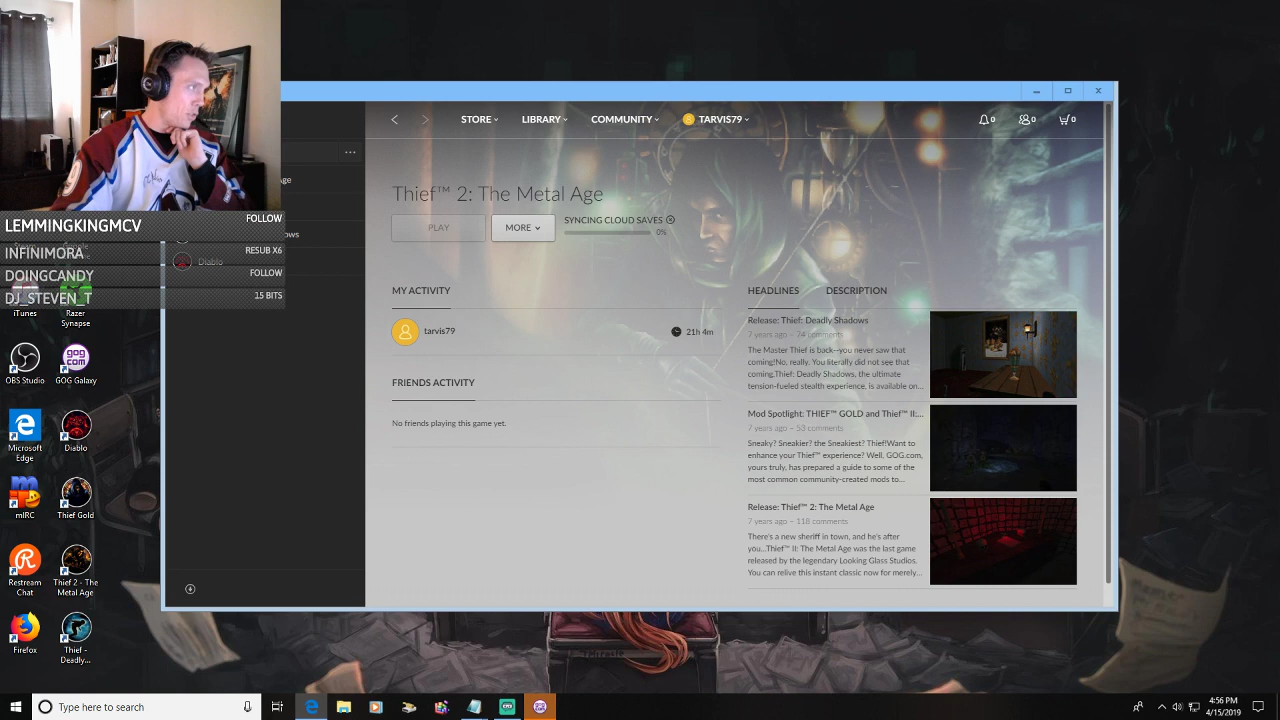 STORE
LIBRARY
COMMUNITY
TARVIS79
0
0
0
...
ge
Thief™ 2: The Metal Age
PLAY
MORE
SYNCING CLOUD SAVES
0%
LEMMINGKINGMCV FOLLOW
INFINIMORA RESUB X6
DOINGCANDY FOLLOW
DJ_STEVEN_T 15 BITS
ows
Diablo
MY ACTIVITY
tarvis79
21h 4m
FRIENDS ACTIVITY
No friends playing this game yet.
HEADLINES
DESCRIPTION
Release: Thief: Deadly Shadows
7 years ago – 74 comments
The Master Thief is back--you never saw that
coming!No, really. You literally did not see that
coming.Thief: Deadly Shadows, the ultimate
tension-fueled stealth experience, is available on...
Mod Spotlight: THIEF™ GOLD and Thief™ II:...
7 years ago – 53 comments
Sneaky? Sneakier? the Sneakiest? Thief!Want to
enhance your Thief™ experience? Well, GOG.com,
yours truly, has prepared a guide to some of the
most common community-created mods to...
Release: Thief™ 2: The Metal Age
7 years ago – 118 comments
There's a new sheriff in town, and he's after
you...Thief™ II: The Metal Age was the last game
released by the legendary Looking Glass Studios.
You can relive this instant classic now for merely...
iTunes
Razer
Synapse
OBS Studio
gog
com
GOG Galaxy
Microsoft
Edge
Diablo
mIRC
Thief Gold
Restream
Chat
Thief 2 - The
Metal Age
Firefox
Thief -
Deadly...
Type here to search
4:56 PM
4/15/2019